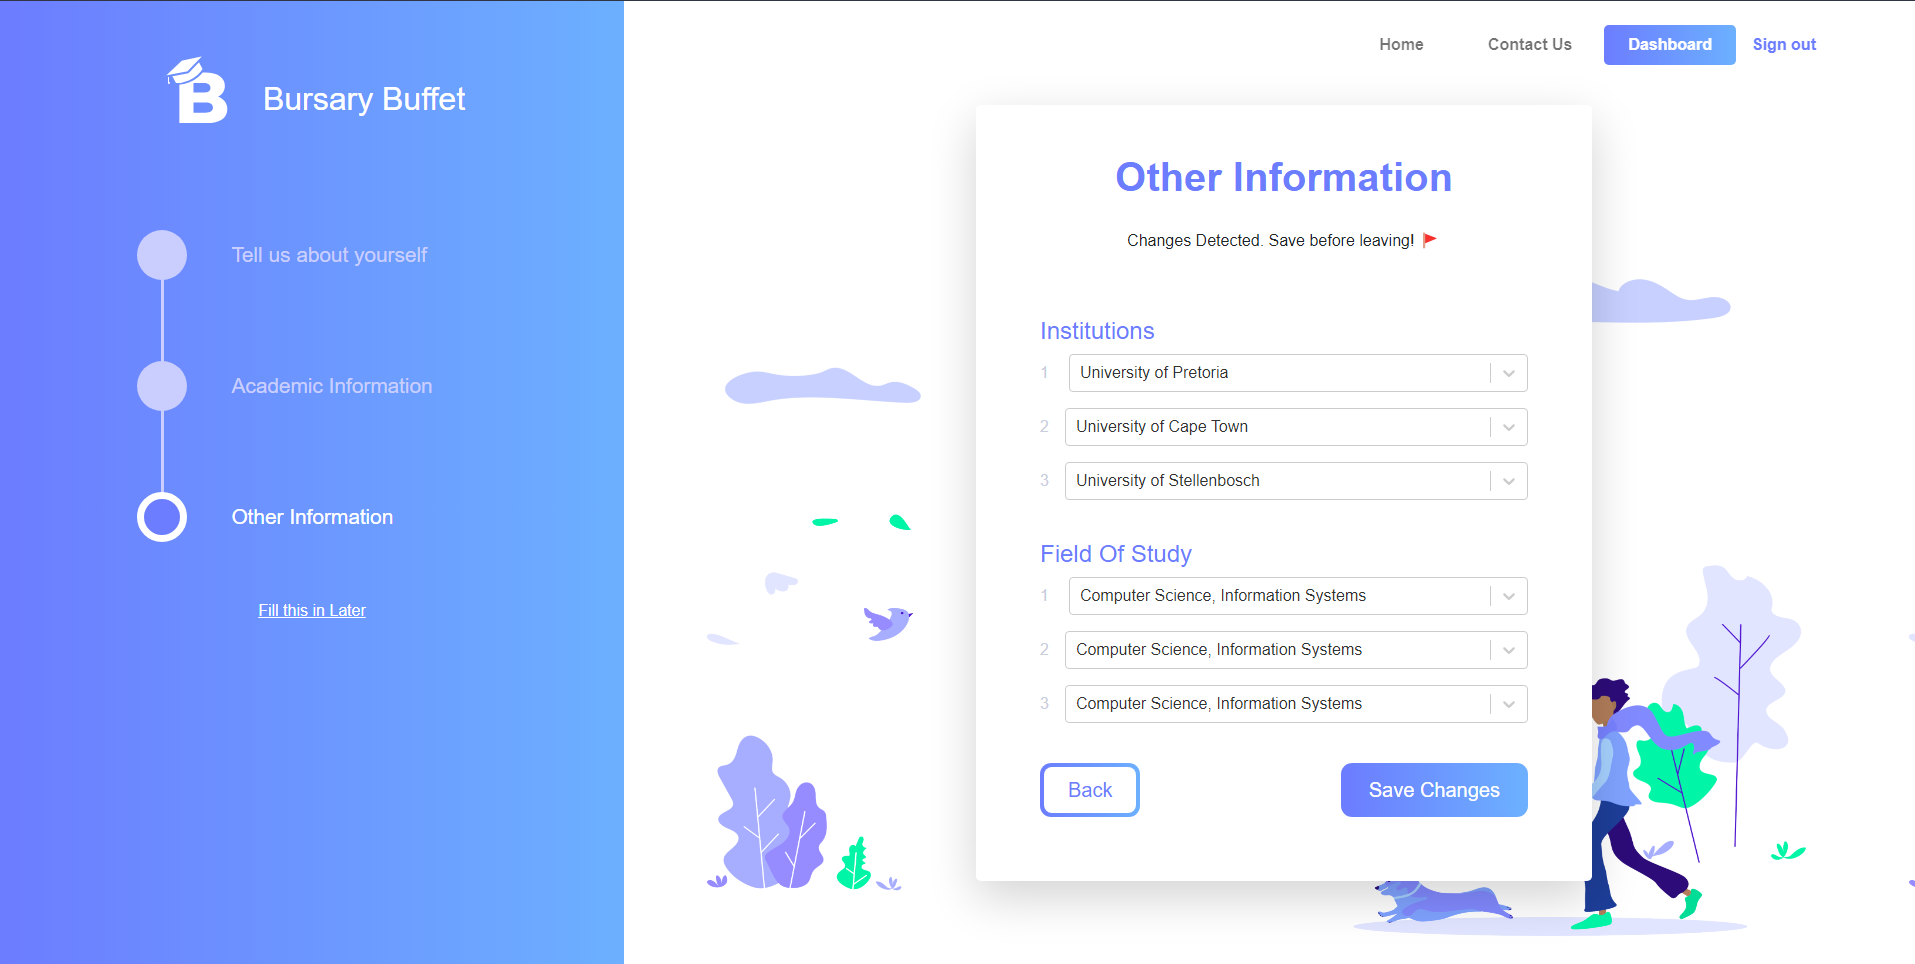 B Bursary Buffet
Home Contact Us Dashboard Sign out
Tell us about yourself
Academic Information
Other Information
Fill this in Later
Other Information
Changes Detected. Save before leaving!
Institutions
1 University of Pretoria
2 University of Cape Town
3 University of Stellenbosch
Field Of Study
1 Computer Science, Information Systems
2 Computer Science, Information Systems
3 Computer Science, Information Systems
Back Save Changes